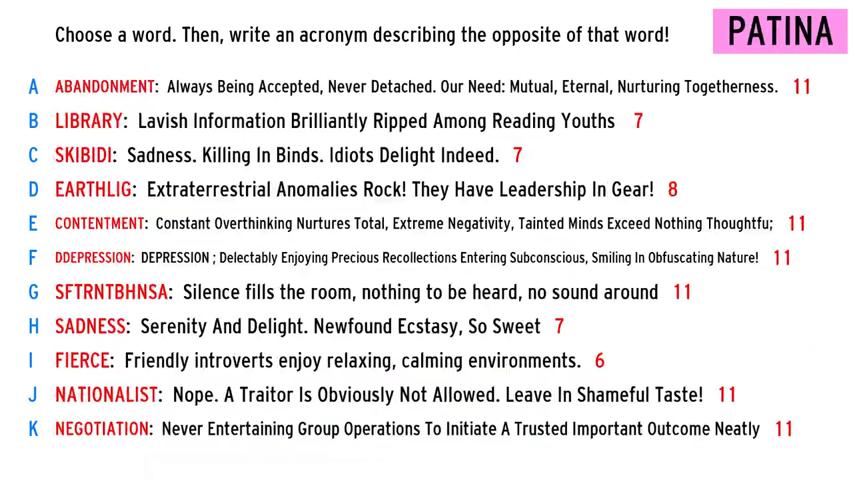 Choose a word. Then, write an acronym describing the opposite of that word!
PATINA
A ABANDONMENT: Always Being Accepted, Never Detached. Our Need: Mutual, Eternal, Nurturing Togetherness. 11
B LIBRARY: Lavish Information Brilliantly Ripped Among Reading Youths 7
C SKIBIDI: Sadness. Killing In Binds. Idiots Delight Indeed. 7
D EARTHLIG: Extraterrestrial Anomalies Rock! They Have Leadership In Gear! 8
E CONTENTMENT: Constant Overthinking Nurtures Total, Extreme Negativity, Tainted Minds Exceed Nothing Thoughtfu; 11
F DDEPRESSION: DEPRESSION ; Delectably Enjoying Precious Recollections Entering Subconscious, Smiling In Obfuscating Nature! 11
G SFTRNTBHNSA: Silence fills the room, nothing to be heard, no sound around 11
H SADNESS: Serenity And Delight. Newfound Ecstasy, So Sweet 7
I FIERCE: Friendly introverts enjoy relaxing, calming environments. 6
J NATIONALIST: Nope. A Traitor Is Obviously Not Allowed. Leave In Shameful Taste! 11
K NEGOTIATION: Never Entertaining Group Operations To Initiate A Trusted Important Outcome Neatly 11